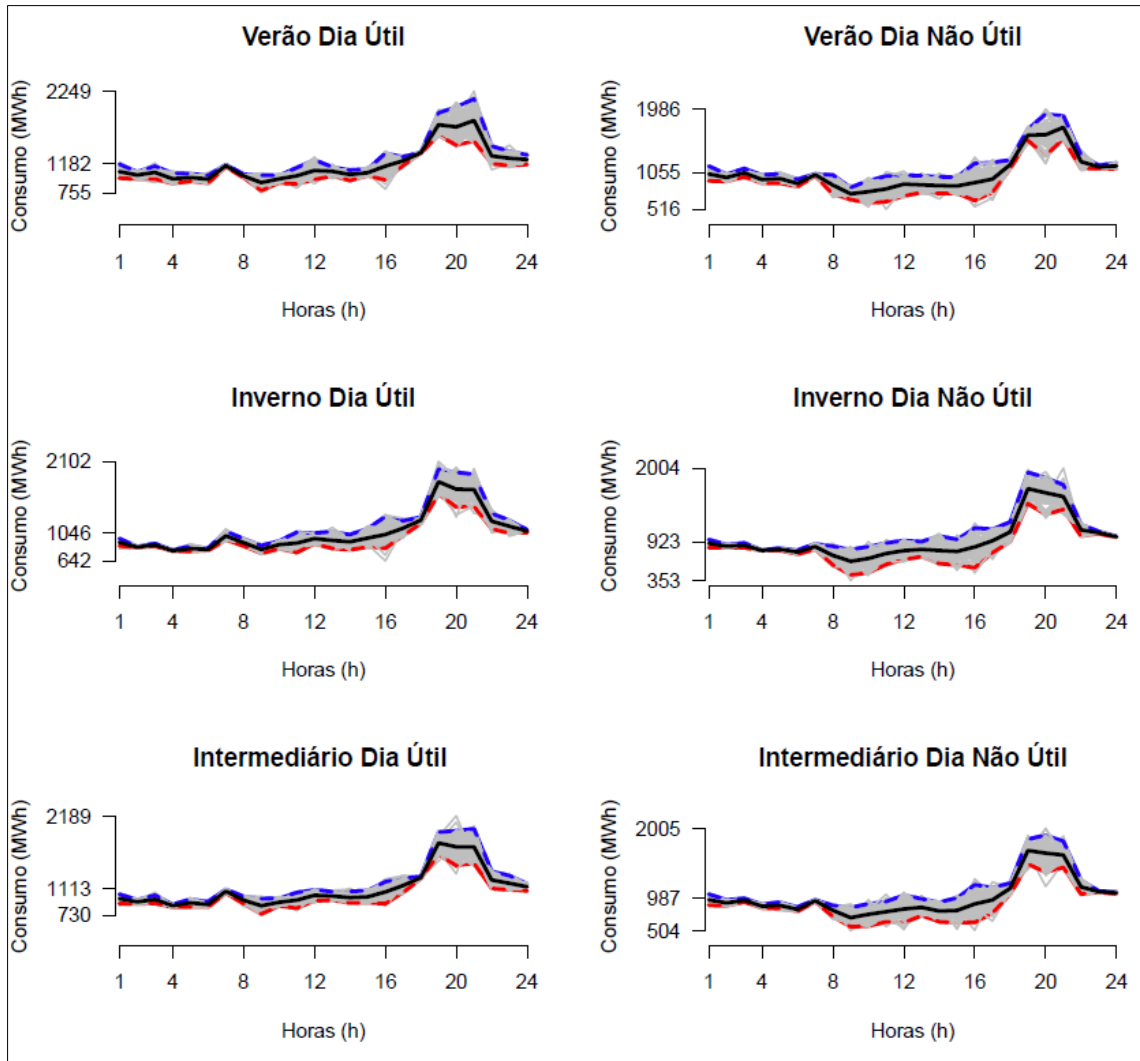 Verão Dia Útil
Consumo (MWh)
2249
1182
755
1 4 8 12 16 20 24
Horas (h)
Verão Dia Não Útil
Consumo (MWh)
1986
1055
516
1 4 8 12 16 20 24
Horas (h)
Inverno Dia Útil
Consumo (MWh)
2102
1046
642
1 4 8 12 16 20 24
Horas (h)
Inverno Dia Não Útil
Consumo (MWh)
2004
923
353
1 4 8 12 16 20 24
Horas (h)
Intermediário Dia Útil
Consumo (MWh)
2189
1113
730
1 4 8 12 16 20 24
Horas (h)
Intermediário Dia Não Útil
Consumo (MWh)
2005
987
504
1 4 8 12 16 20 24
Horas (h)